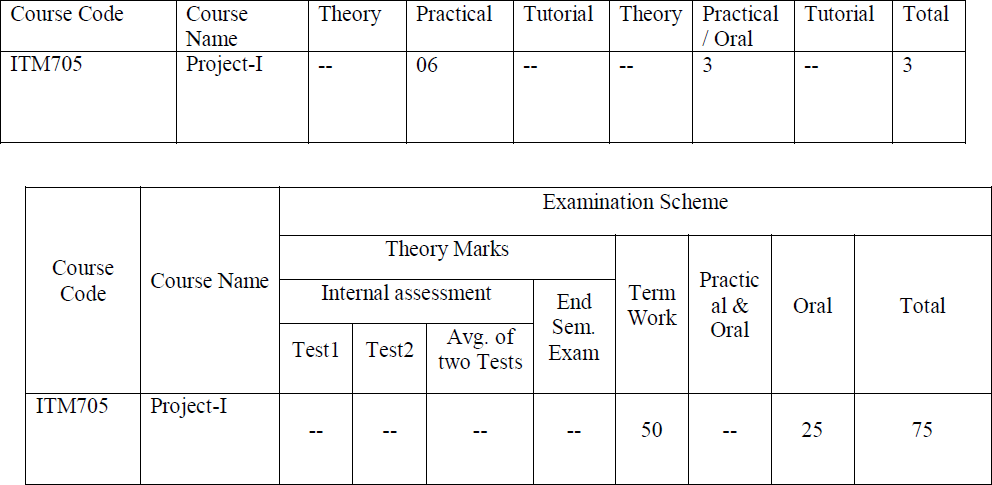 Course Code Course Name Theory Practical Tutorial Theory Practical / Oral Tutorial Total
ITM705 Project-I -- 06 -- -- 3 -- 3
Examination Scheme
Theory Marks
Course Code Course Name Internal assessment End Sem. Exam Term Work Practic al & Oral Oral Total
Test1 Test2 Avg. of two Tests
ITM705 Project-I -- -- -- -- 50 -- 25 75